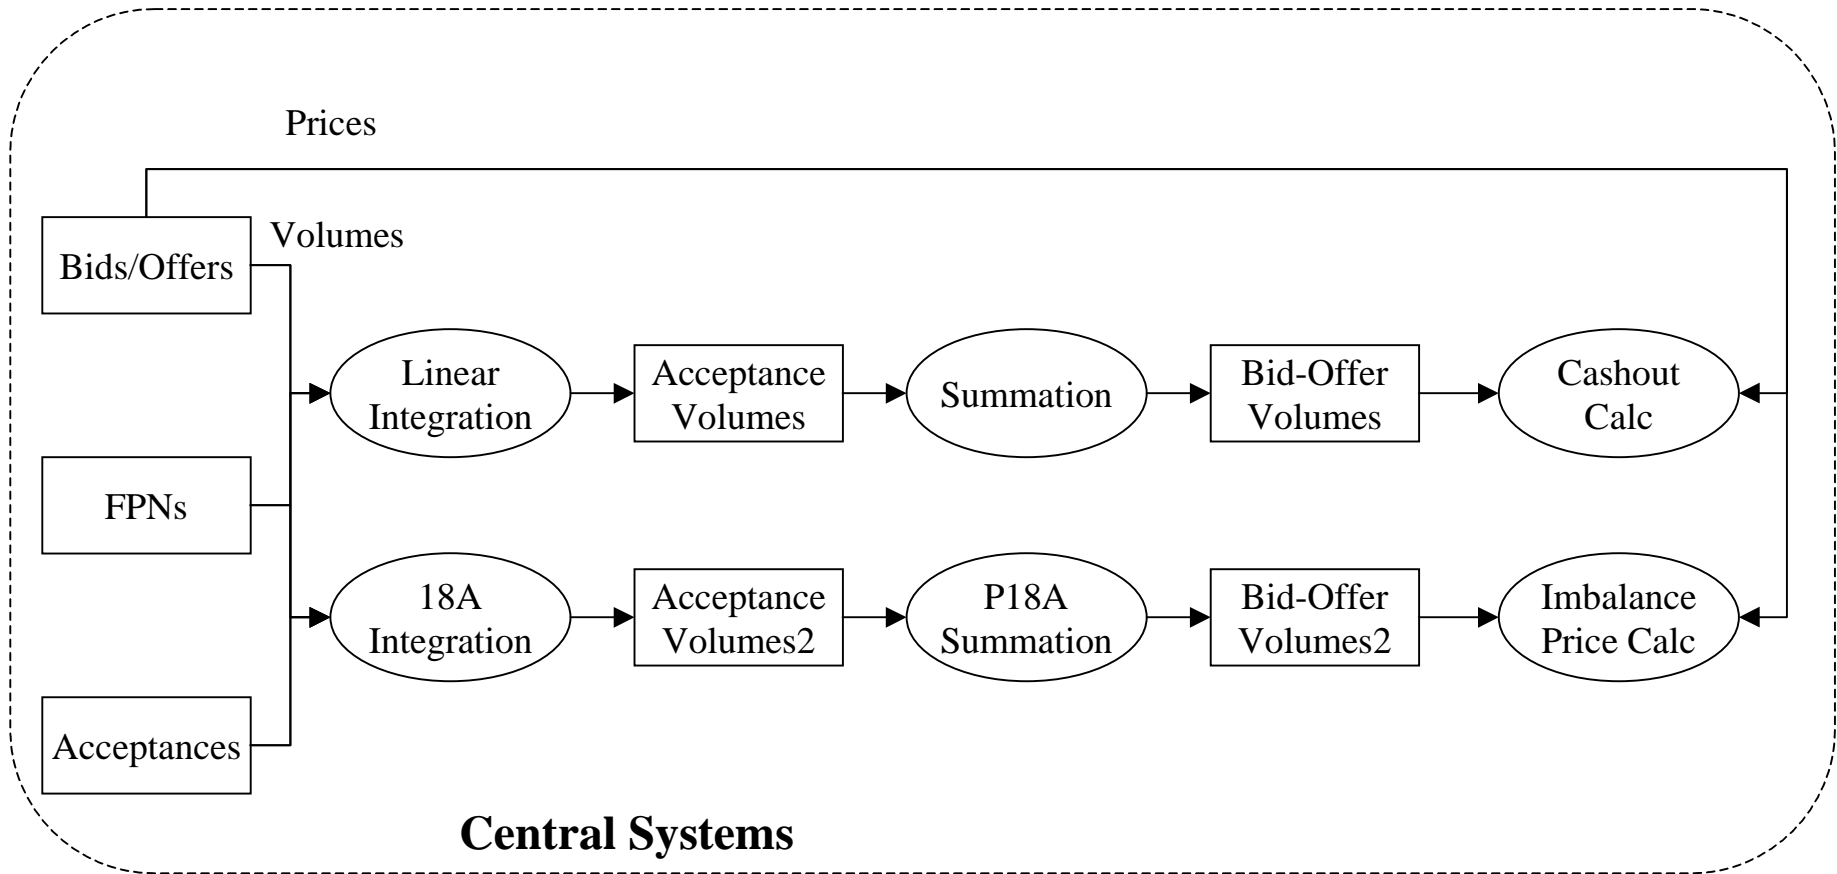 Prices
Volumes
Bids/Offers
Linear
Integration
Acceptance
Volumes
Summation
Bid-Offer
Volumes
Cashout
Calc
FPNs
18A
Integration
Acceptance
Volumes2
P18A
Summation
Bid-Offer
Volumes2
Imbalance
Price Calc
Acceptances
Central Systems